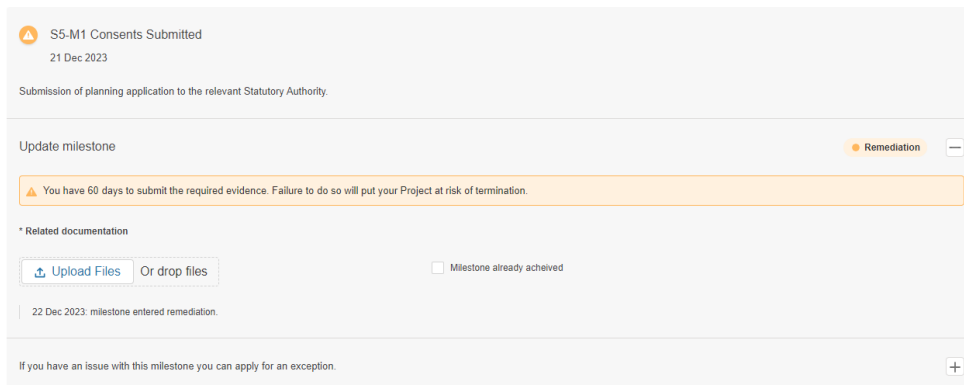 S5-M1 Consents Submitted
21 Dec 2023
Submission of planning application to the relevant Statutory Authority.
Update milestone
Remediation
You have 60 days to submit the required evidence. Failure to do so will put your Project at risk of termination.
* Related documentation
Upload Files Or drop files
Milestone already acheived
22 Dec 2023: milestone entered remediation.
If you have an issue with this milestone you can apply for an exception.